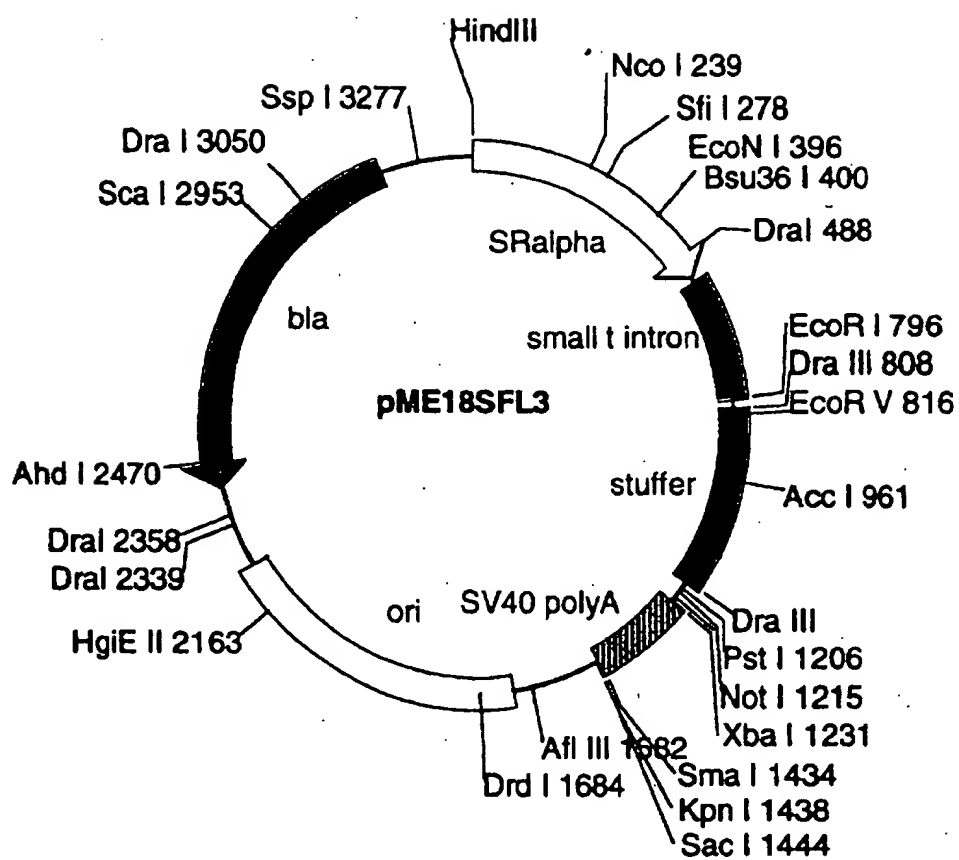 HindIII
Nco I 239
Ssp I 3277
Sfi I 278
Dra I 3050
EcoN I 396
Bsu36 I 400
Sca I 2953
DraI 488
SRalpha
bla
small t intron
EcoR I 796
Dra III 808
pME18SFL3
EcoR V 816
Ahd I 2470
stuffer
Acc I 961
DraI 2358
DraI 2339
ori
SV40 polyA
Dra III
HgiE II 2163
Pst I 1206
Not I 1215
Xba I 1231
Afl III 1682
Sma I 1434
Drd I 1684
Kpn I 1438
Sac I 1444